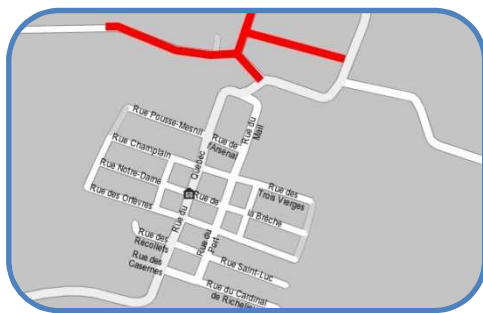 Rue Pousse-Mesnil
Rue du
Mail
Rue de
l'Arsenal
Rue Champlain
Québec
Rue Notre-Dame
Rue des
Trois Vierges
Rue des Orfèvres
Rue de
la Brèche
Rue du
Rue du
Port
Rue des
Récollets
Rue des
Casernes
Rue Saint-Luc
Rue du Cardinal
de Richelieu